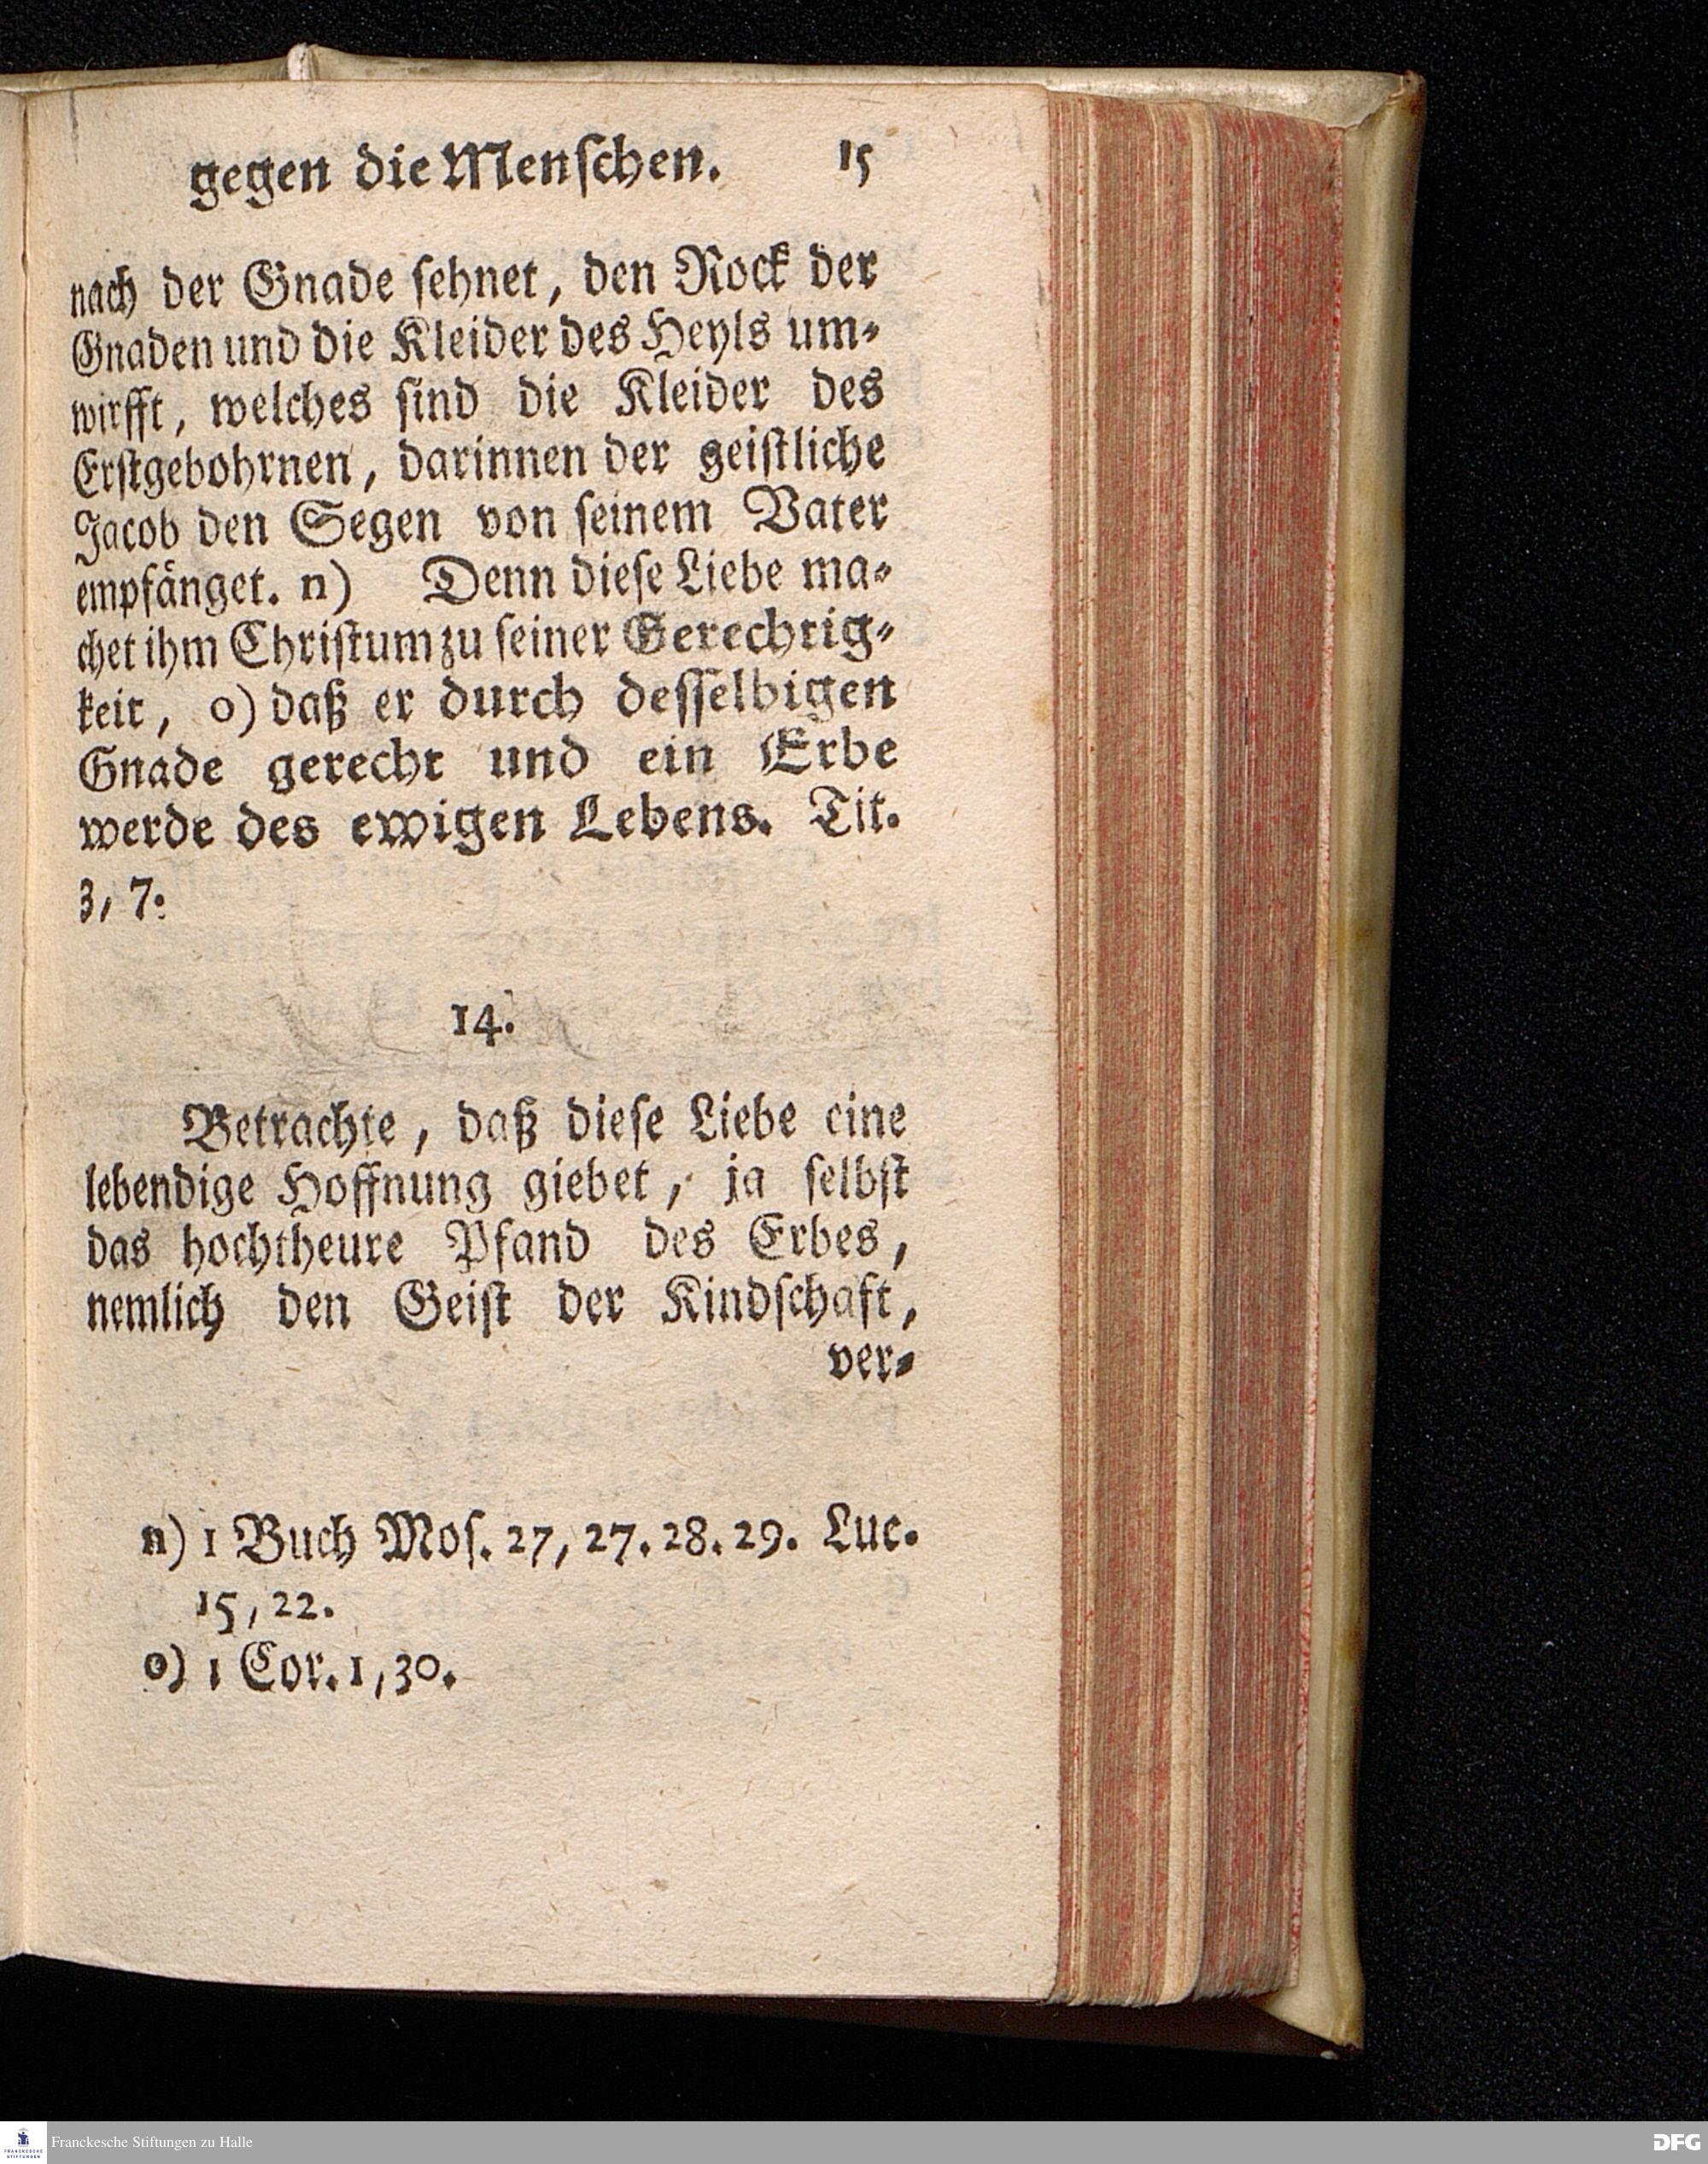 gegen die Menſchen. 15
nach der Gnade ſehnet, den Rock der
Gnaden und die Kleider des Heyls um⸗
wirfft, welches ſind die Kleider des
Erſtgebohrnen, darinnen der geiſtliche
Jacob den Segen von ſeinem Vater
empfänget. n) Denn dieſe Liebe ma⸗
chet ihm Chriſtum zu ſeiner Gerechtig⸗
keit, o) daß er durch deſſelbigen
Gnade gerecht und ein Erbe
werde des ewigen Lebens. Tit.
3, 7.
14.
Betrachte, daß dieſe Liebe eine
lebendige Hoffnung giebet, ja ſelbſt
das hochtheure Pfand des Erbes,
nemlich den Geiſt der Kindſchaft,
ver⸗
n) 1 Buch Moſ. 27, 27. 28. 29. Luc.
15, 22.
o) 1 Cor. 1, 30.
FRANCKESCHE
STIFTUNGEN
Franckesche Stiftungen zu Halle
DFG